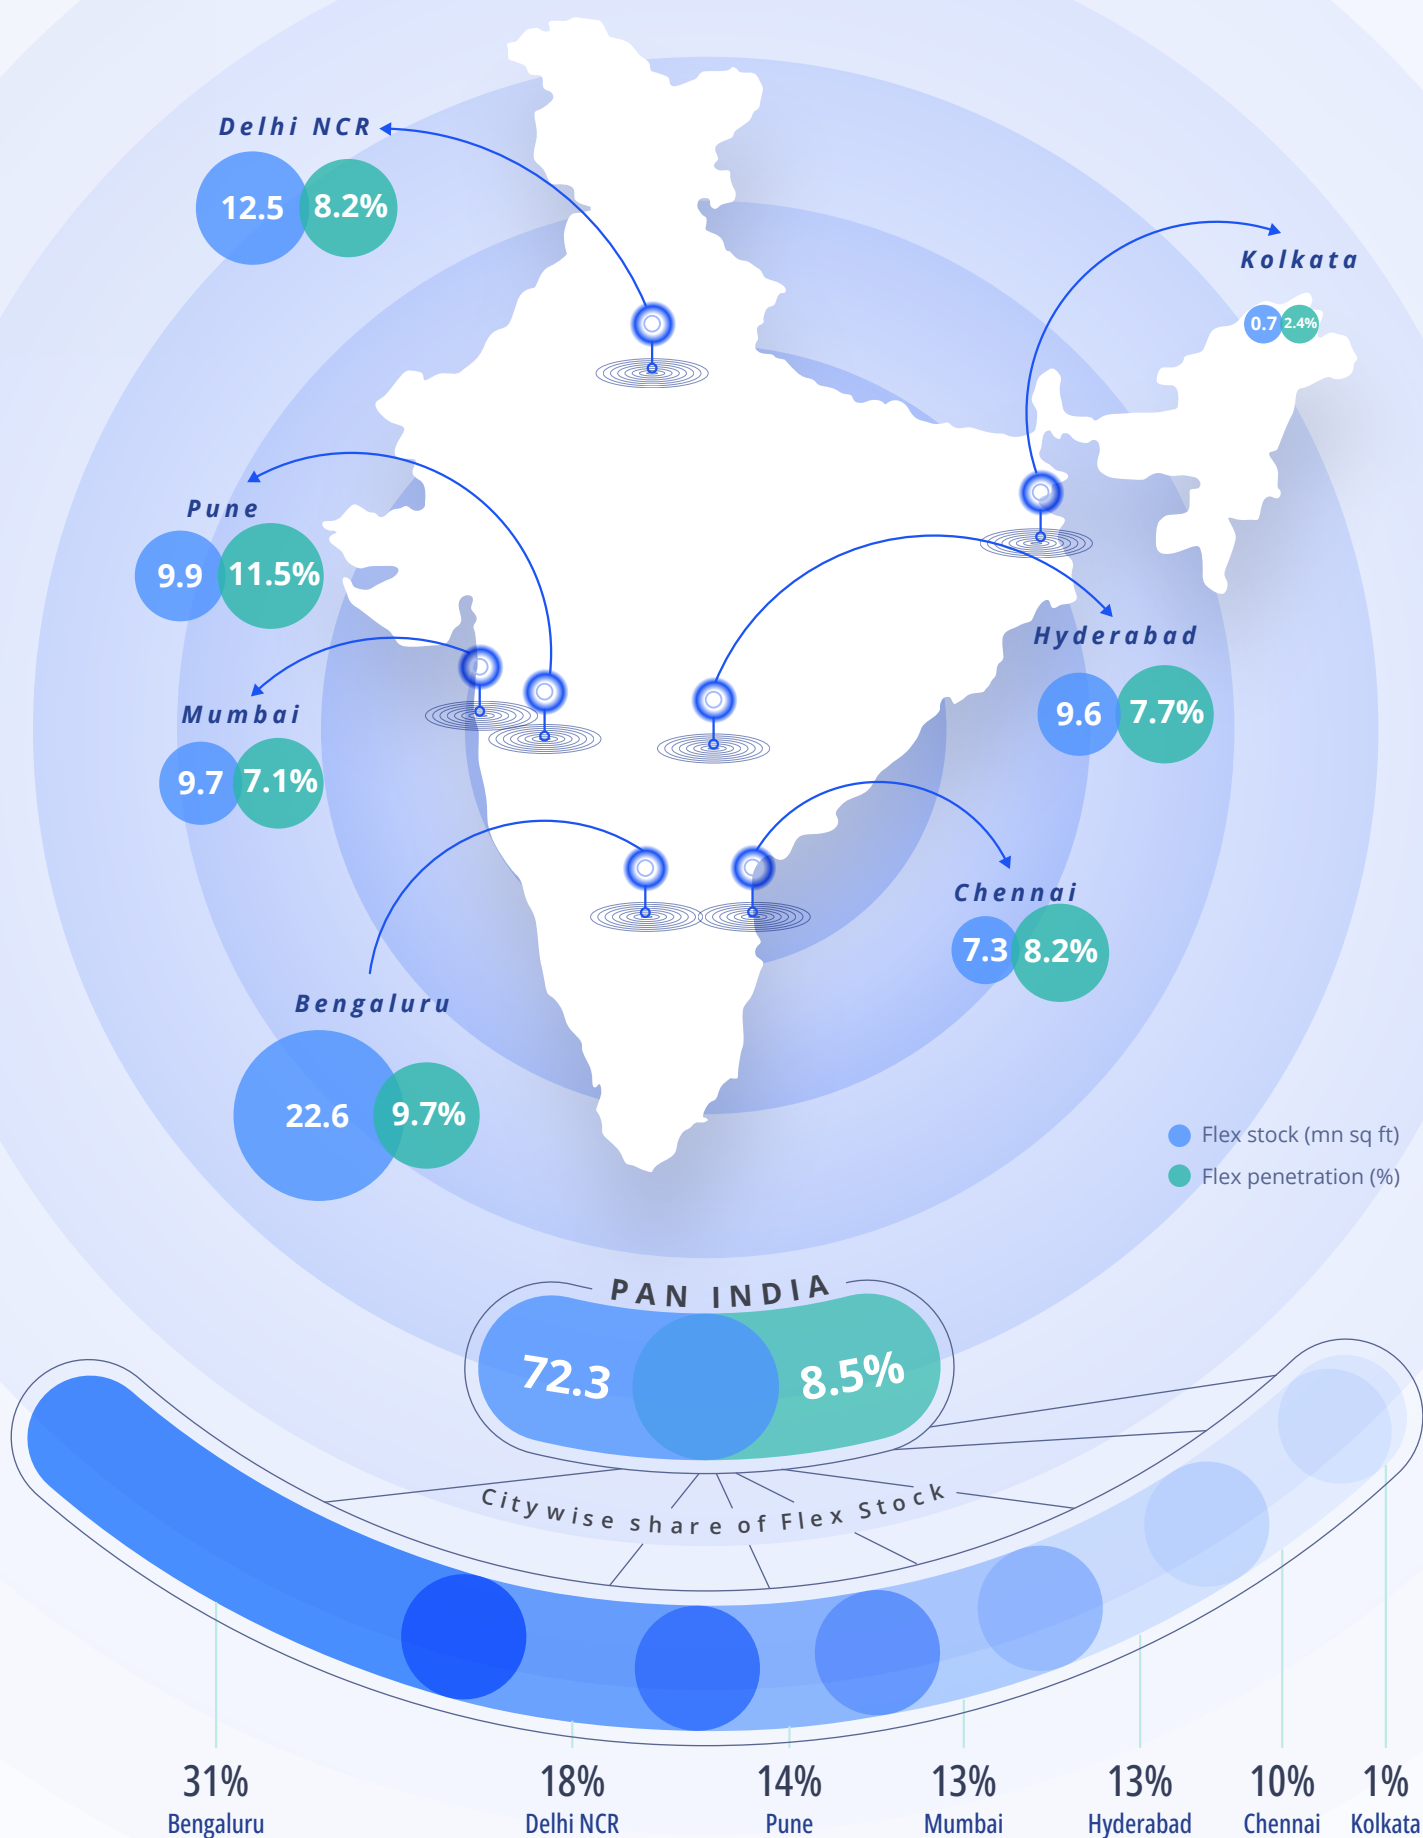 Delhi NCR
12.5 8.2%
Kolkata
0.7 2.4%
Pune
9.9 11.5%
Hyderabad
9.6 7.7%
Mumbai
9.7 7.1%
Chennai
7.3 8.2%
Bengaluru
22.6 9.7%
Flex stock (mn sq ft)
Flex penetration (%)
PAN INDIA
72.3 8.5%
Citywise share of Flex Stock
31% 18% 14% 13% 13% 10% 1%
Bengaluru Delhi NCR Pune Mumbai Hyderabad Chennai Kolkata